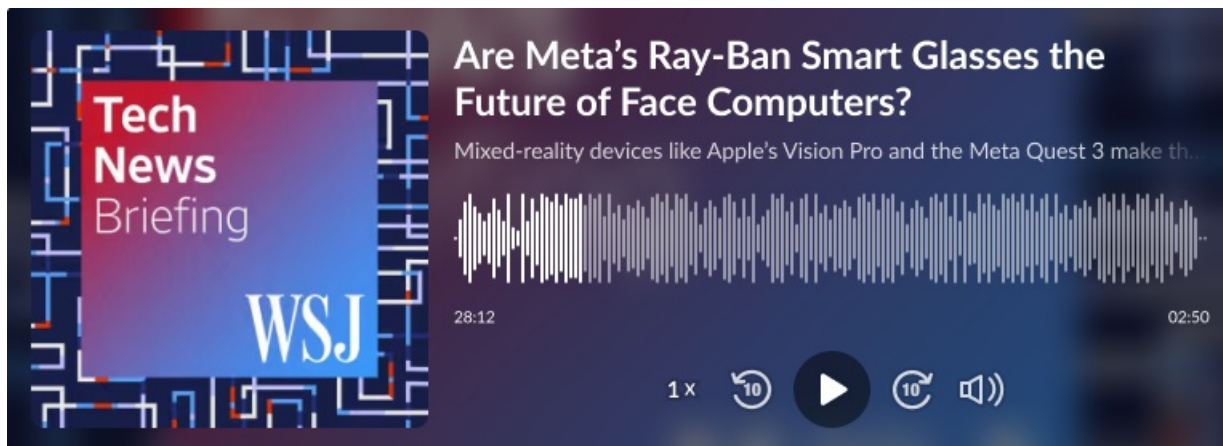 Tech
News
Briefing
WSJ
Are Meta’s Ray-Ban Smart Glasses the
Future of Face Computers?
Mixed-reality devices like Apple’s Vision Pro and the Meta Quest 3 make th...
28:12
02:50
1 x
10
10